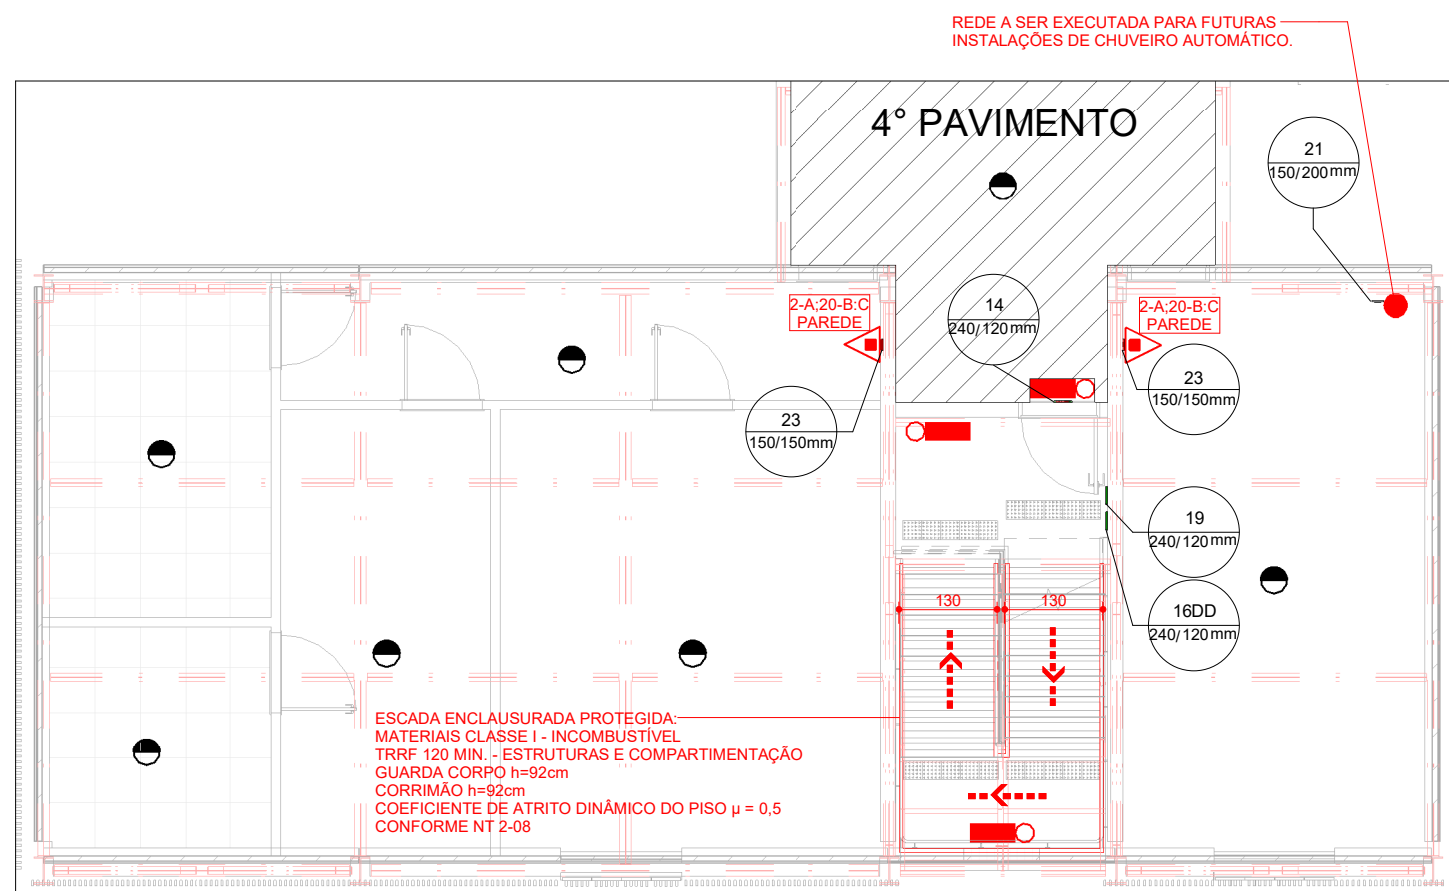 REDE A SER EXECUTADA PARA FUTURAS
INSTALAÇÕES DE CHUVEIRO AUTOMÁTICO.
4° PAVIMENTO
21
150/200mm
14
240/120mm
2-A;20-B:C
PAREDE
2-A;20-B:C
PAREDE
23
150/150mm
23
150/150mm
19
240/120mm
16DD
240/120mm
130
130
ESCADA ENCLAUSURADA PROTEGIDA:
MATERIAIS CLASSE I - INCOMBUSTÍVEL
TRRF 120 MIN. - ESTRUTURAS E COMPARTIMENTAÇÃO
GUARDA CORPO h=92cm
CORRIMÃO h=92cm
COEFICIENTE DE ATRITO DINÂMICO DO PISO µ = 0,5
CONFORME NT 2-08